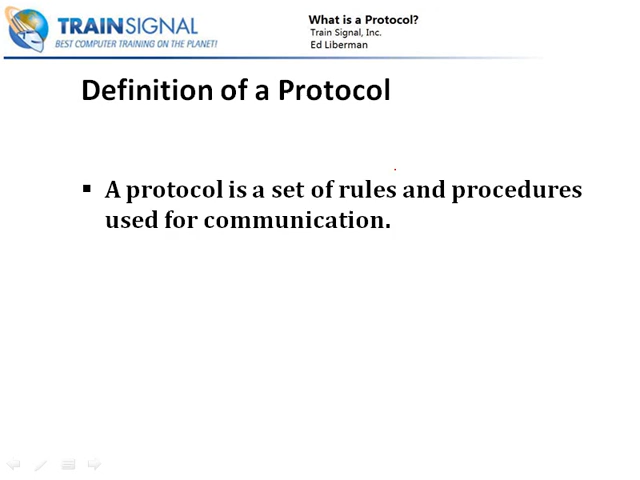 TRAINSIGNAL
BEST COMPUTER TRAINING ON THE PLANET!
What is a Protocol?
Train Signal, Inc.
Ed Liberman
Definition of a Protocol
▪ A protocol is a set of rules and procedures
used for communication.